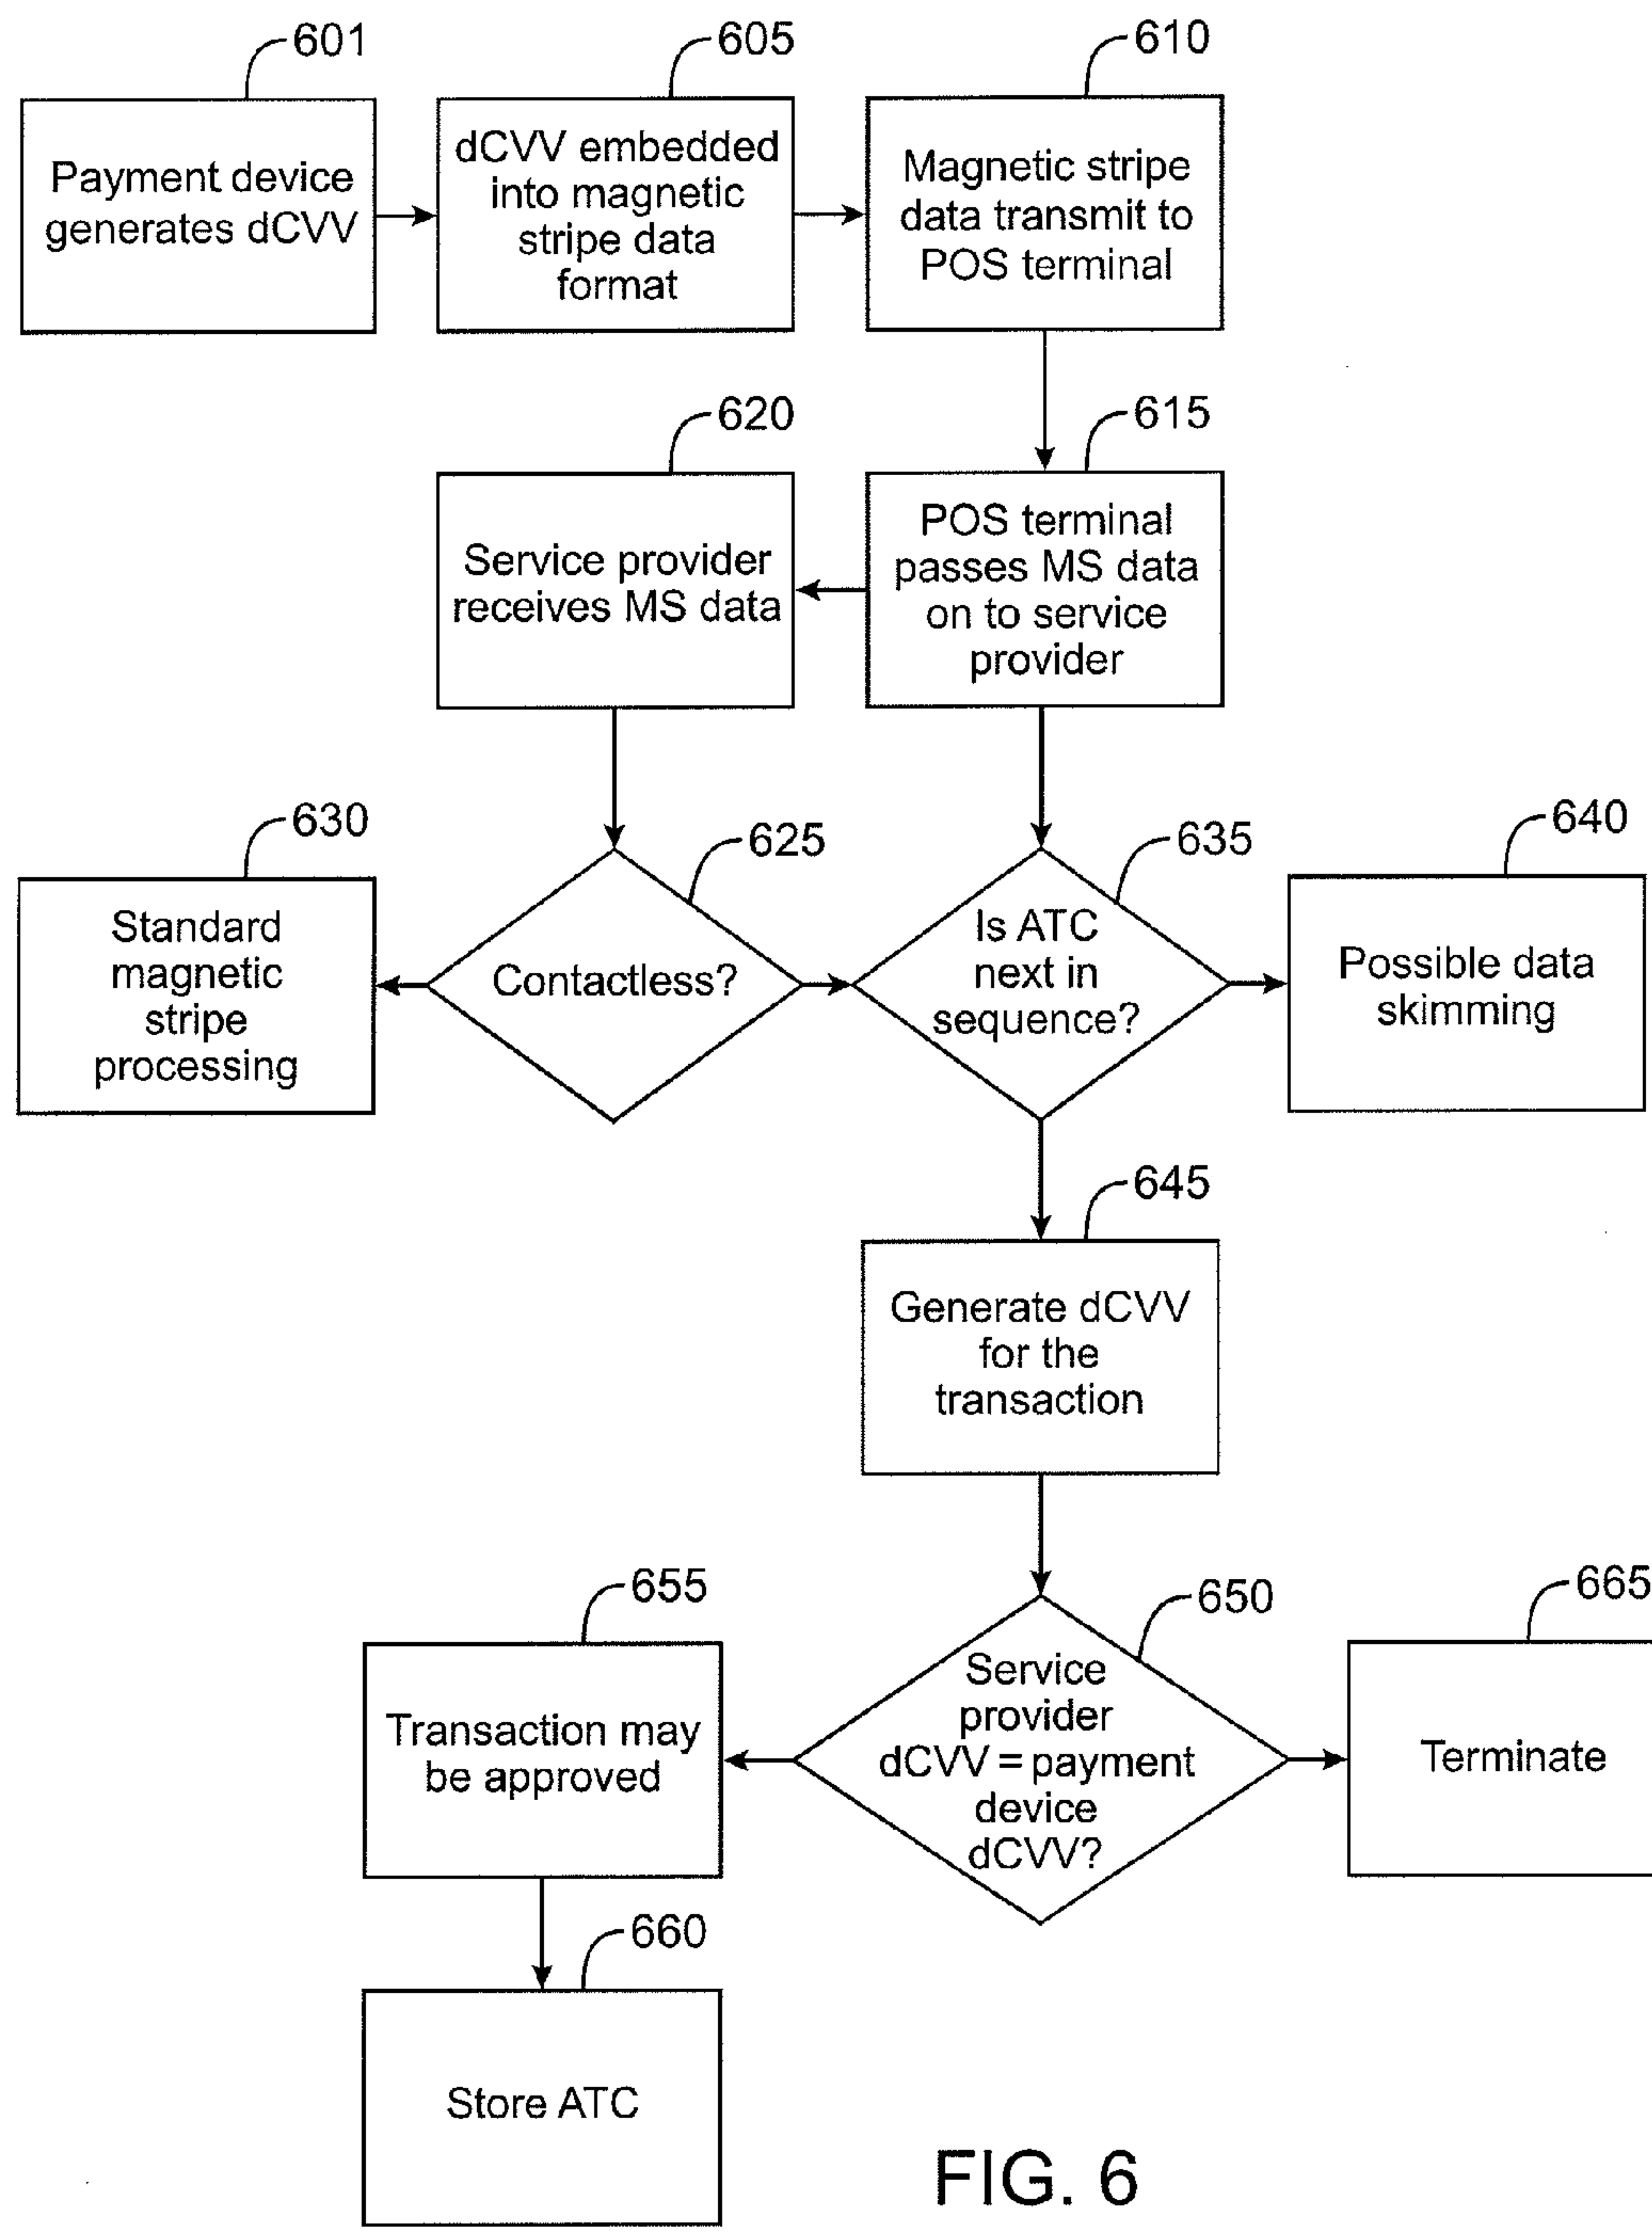 601
Payment device
generates dCVV
605
dCVV embedded
into magnetic
stripe data
format
610
Magnetic stripe
data transmit to
POS terminal
620
Service provider
receives MS data
615
POS terminal
passes MS data
on to service
provider
630
Standard
magnetic
stripe
processing
625
Contactless?
635
Is ATC
next in
sequence?
640
Possible data
skimming
645
Generate dCVV
for the
transaction
655
Transaction may
be approved
650
Service
provider
dCVV = payment
device
dCVV?
665
Terminate
660
Store ATC
FIG. 6